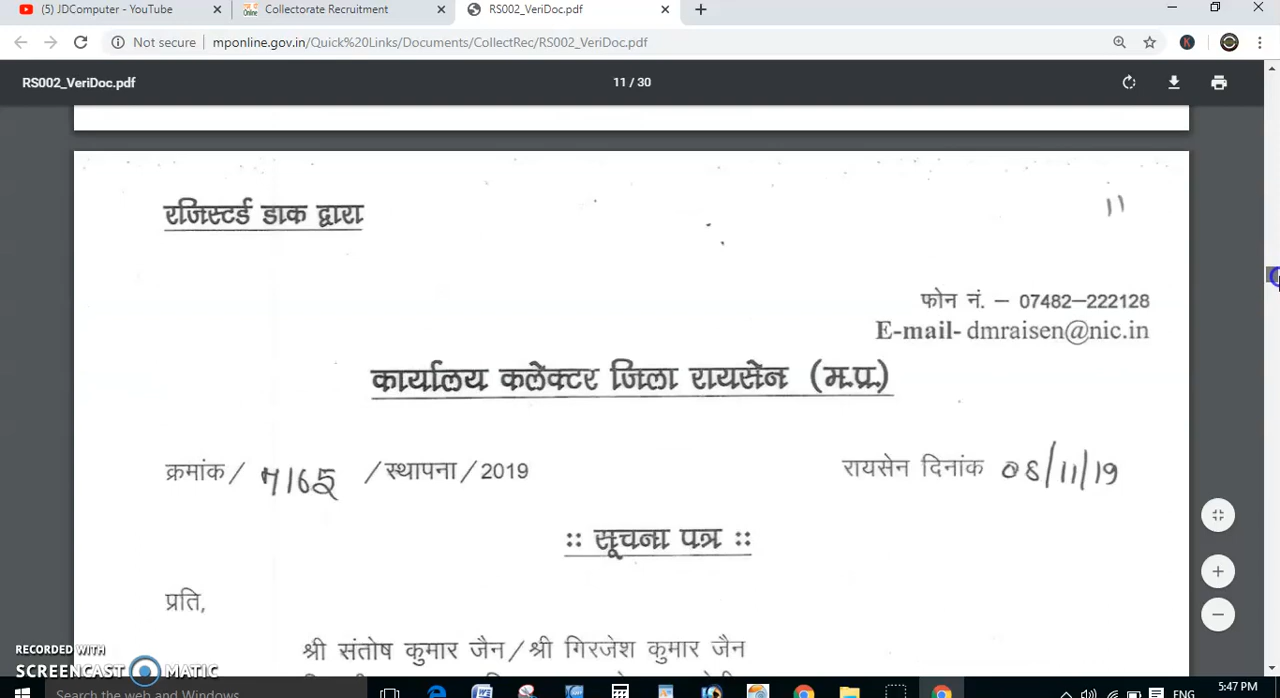 (5) JDComputer - YouTube
Collectorate Recruitment
RS002_VeriDoc.pdf
Not secure
mponline.gov.in/Quick%20Links/Documents/CollectRec/RS002_VeriDoc.pdf
RS002_VeriDoc.pdf
11 / 30
रजिस्टर्ड डाक द्वारा
11
फोन नं. – 07482–222128
E-mail- dmraisen@nic.in
कार्यालय कलेक्टर जिला रायसेन (म.प्र.)
क्रमांक / 7165 / स्थापना / 2019
रायसेन दिनांक 08/11/19
:: सूचना पत्र ::
प्रति,
श्री संतोष कुमार जैन / श्री गिरजेश कुमार जैन
RECORDED WITH
SCREENCAST MATIC
Search the web and Windows
ENG
5:47 PM